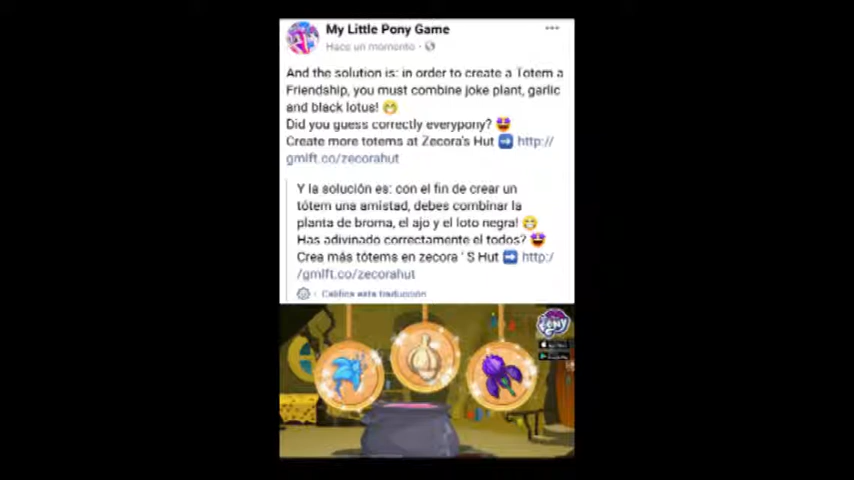 My Little Pony Game
Hace un momento ·
And the solution is: in order to create a Totem a
Friendship, you must combine joke plant, garlic
and black lotus! 😁
Did you guess correctly everypony? 🤩
Create more totems at Zecora's Hut ➡️ http://
gmlft.co/zecorahut
Y la solución es: con el fin de crear un
tótem una amistad, debes combinar la
planta de broma, el ajo y el loto negra! 😁
Has adivinado correctamente el todos? 🤩
Crea más tótems en zecora ' S Hut ➡️ http:/
/gmlft.co/zecorahut
· Califica esta traducción
PONY